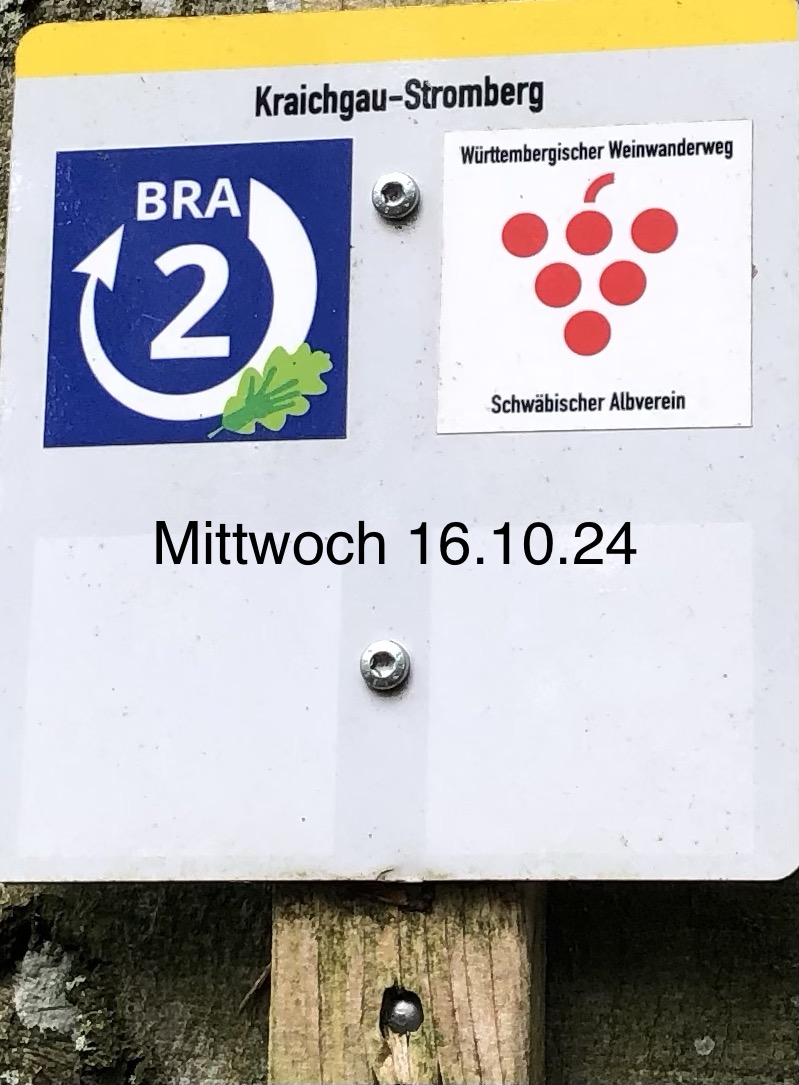 Kraichgau-Stromberg
BRA
2
Württembergischer Weinwanderweg
Schwäbischer Albverein
Mittwoch 16.10.24